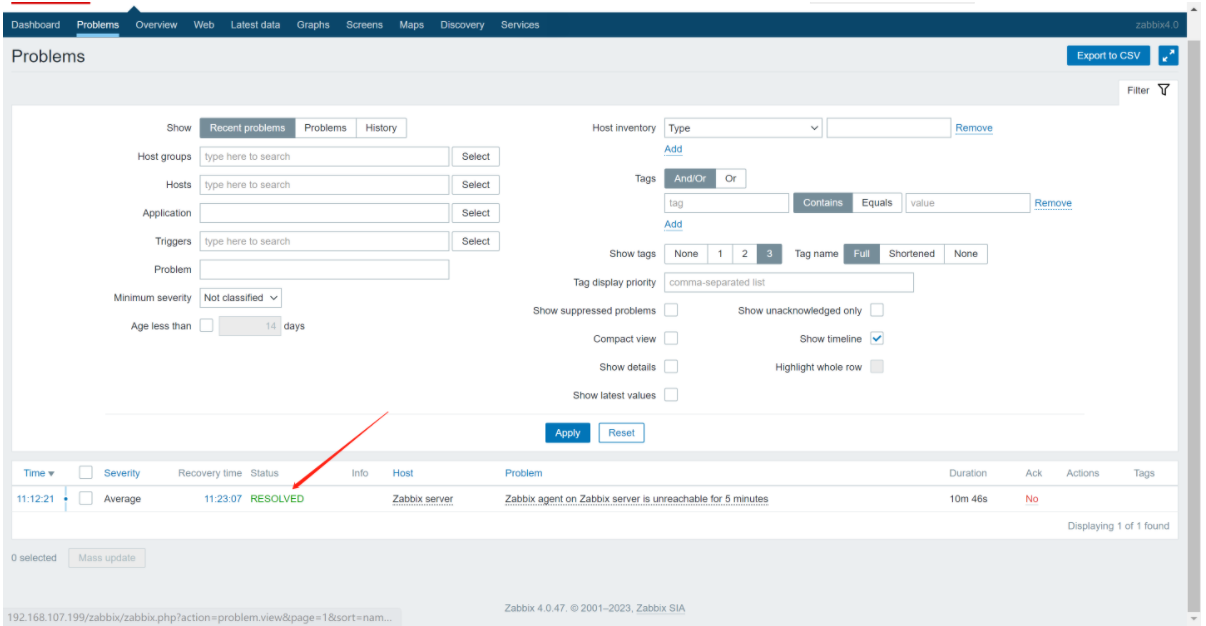 Dashboard Problems Overview Web Latest data Graphs Screens Maps Discovery Services zabbix4.0
Problems Export to CSV
Filter
Show Recent problems Problems History
Host groups type here to search Select
Hosts type here to search Select
Application Select
Triggers type here to search Select
Problem
Minimum severity Not classified
Age less than 14 days
Host inventory Type Remove
Add
Tags And/Or Or
tag Contains Equals value Remove
Add
Show tags None 1 2 3 Tag name Full Shortened None
Tag display priority comma-separated list
Show suppressed problems Show unacknowledged only
Compact view Show timeline
Show details Highlight whole row
Show latest values
Apply Reset
Time Severity Recovery time Status Info Host Problem Duration Ack Actions Tags
11:12:21 Average 11:23:07 RESOLVED Zabbix server Zabbix agent on Zabbix server is unreachable for 5 minutes 10m 46s No
Displaying 1 of 1 found
0 selected Mass update
Zabbix 4.0.47. © 2001–2023, Zabbix SIA
192.168.107.199/zabbix/zabbix.php?action=problem.view&page=1&sort=nam...